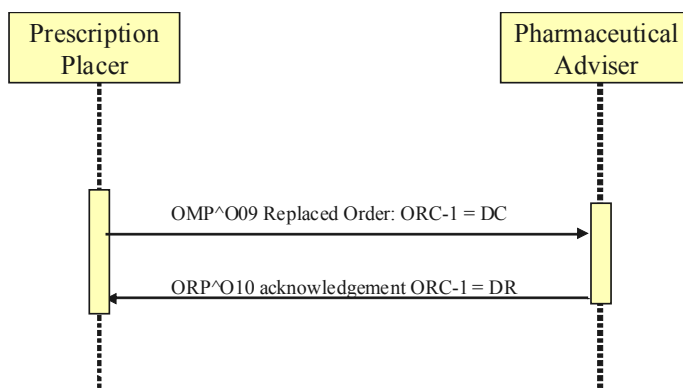 Prescription
Placer
Pharmaceutical
Adviser
OMP^O09 Replaced Order: ORC-1 = DC
ORP^O10 acknowledgement ORC-1 = DR